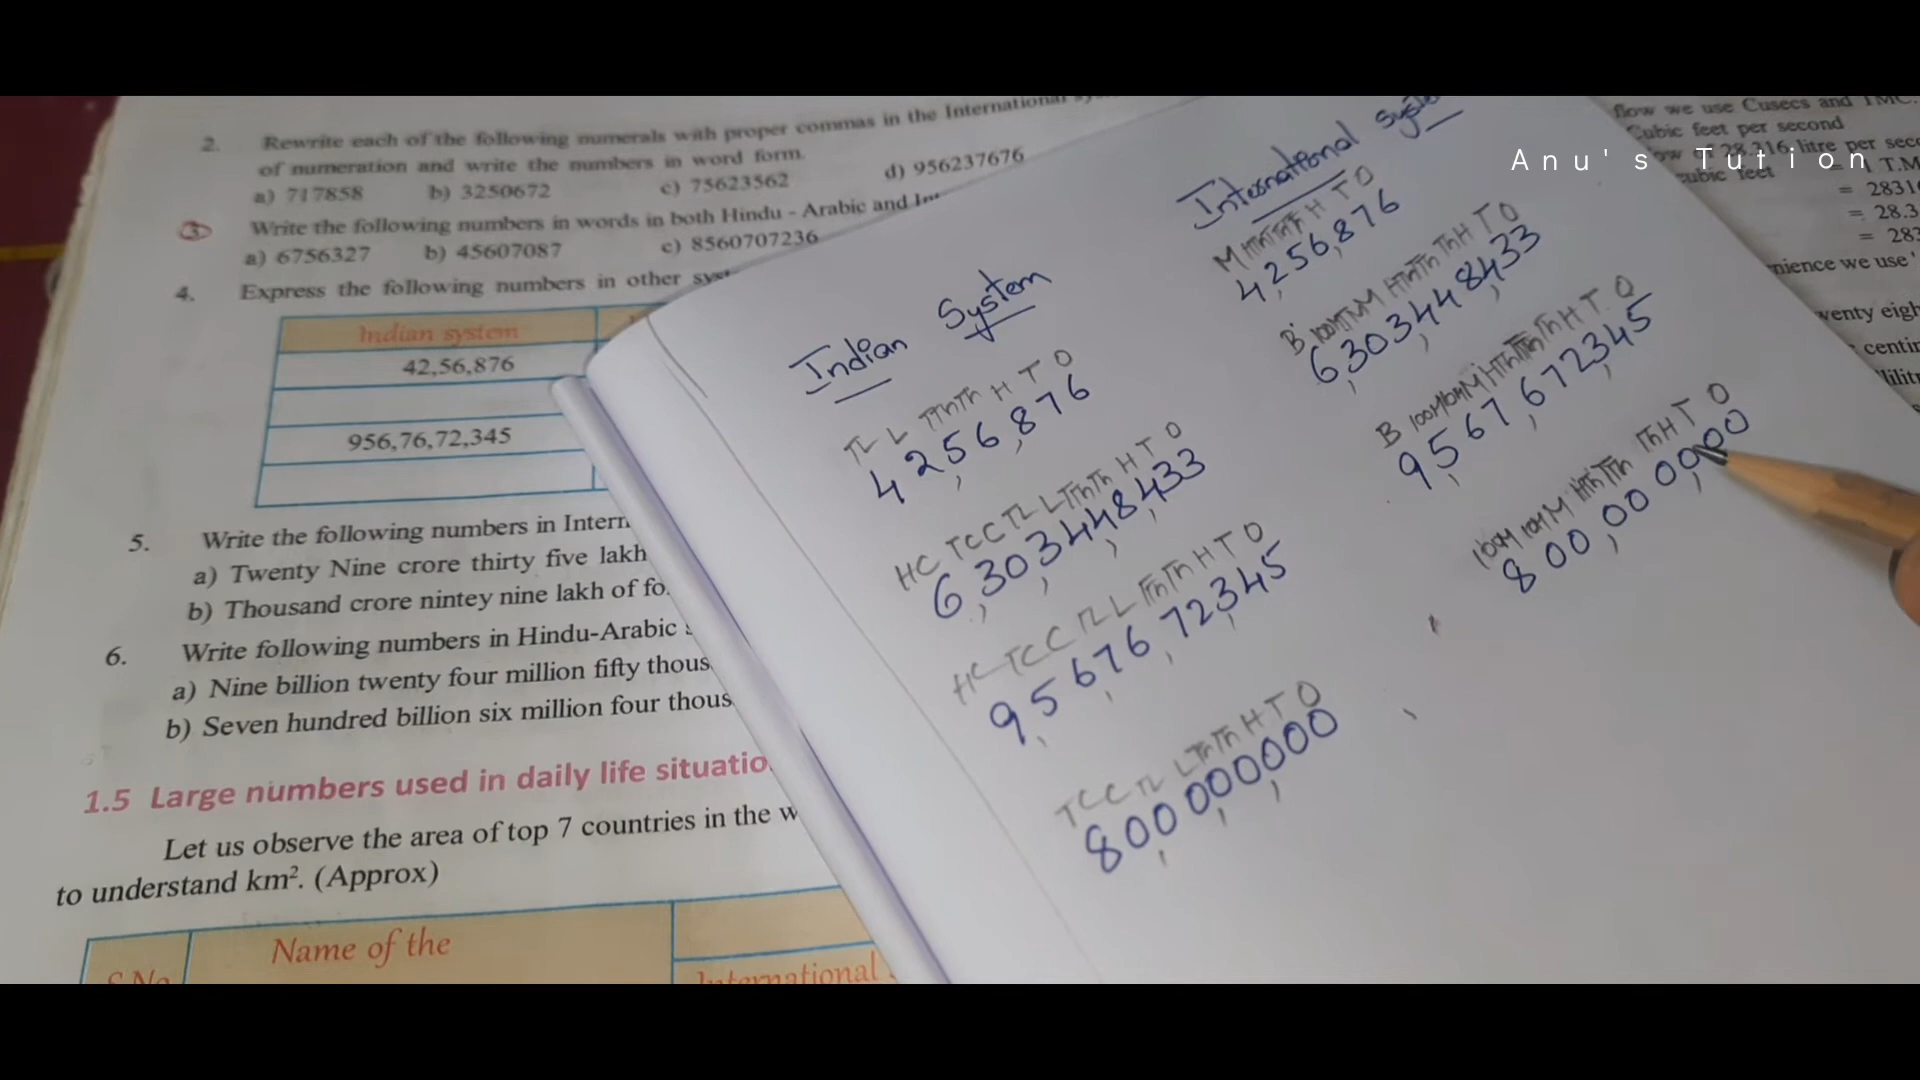 2. Rewrite each of the following numerals with proper commas in the International
of numeration and write the numbers in word form.
a) 717858 b) 3250672 c) 75623562 d) 956237676
3. Write the following numbers in words in both Hindu - Arabic and
a) 6756327 b) 45607087 c) 8560707236
4. Express the following numbers in other
Indian system
42,56,876
956,76,72,345
5. Write the following numbers in
a) Twenty Nine crore thirty five lakh
b) Thousand crore nintey nine lakh of
6. Write following numbers in Hindu-Arabic
a) Nine billion twenty four million fifty
b) Seven hundred billion six million four
1.5 Large numbers used in daily life
Let us observe the area of top 7 countries in the
to understand km². (Approx)
S.No
Name of the
International
Indian System
TL L TTh Th H T O
42,56,876
HC TC C TL L TTh Th H T O
6,30,34,48,433
HC TC C TL L TTh Th H T O
9,56,76,72,345
TC C TL L TTh Th H T O
80,00,00,000
International System
M HTh TTh Th H T O
4,256,876
B 100M 10M M HTh TTh Th H T O
6,303,448,433
B 100M 10M M HTh TTh Th H T O
9,567,672,345
100M 10M M HTh TTh Th H T O
800,000,000
flow we use Cusecs and TMC.
Cubic feet per second
28.316 litre per
cubic feet = 1 T.M
= 2831
= 28.3
= 283
we use '
eigh
Anu's Tution